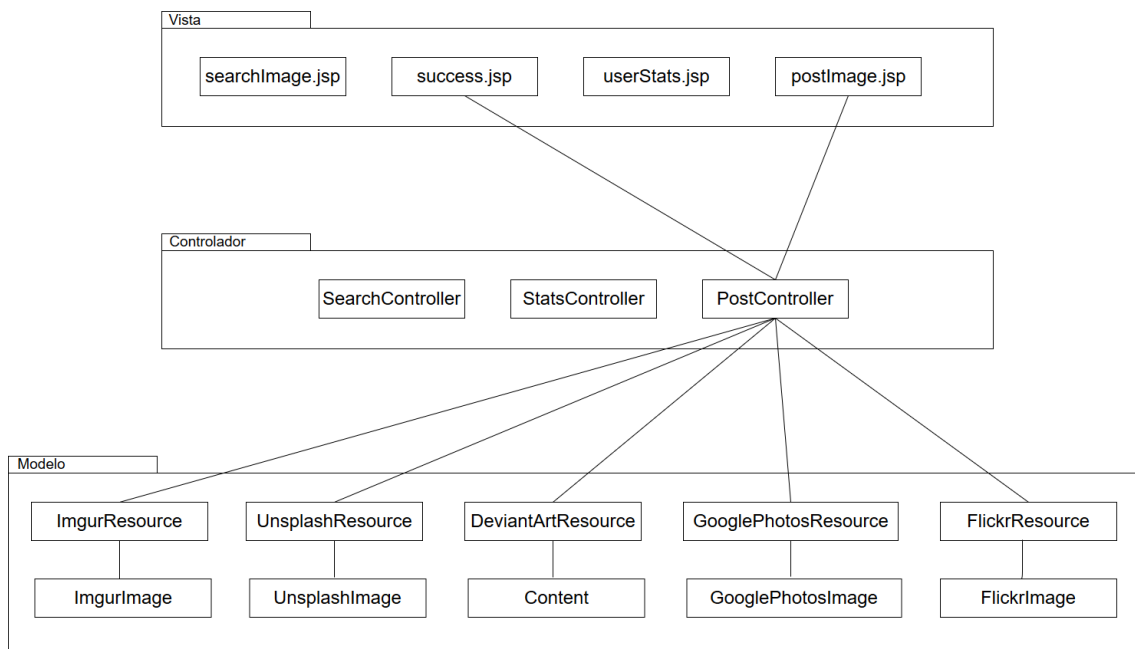 Vista
searchImage.jsp
success.jsp
userStats.jsp
postImage.jsp
Controlador
SearchController
StatsController
PostController
Modelo
ImgurResource
UnsplashResource
DeviantArtResource
GooglePhotosResource
FlickrResource
ImgurImage
UnsplashImage
Content
GooglePhotosImage
FlickrImage